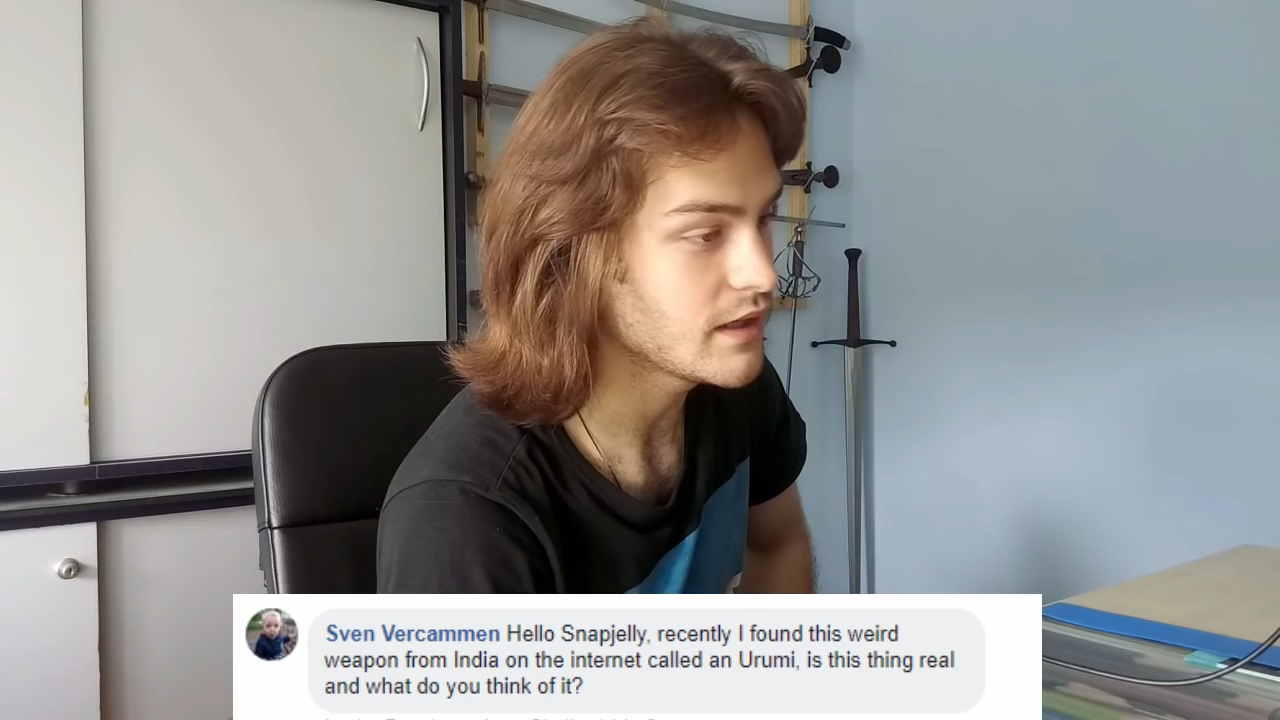 Sven Vercammen Hello Snapjelly, recently I found this weird
weapon from India on the internet called an Urumi, is this thing real
and what do you think of it?